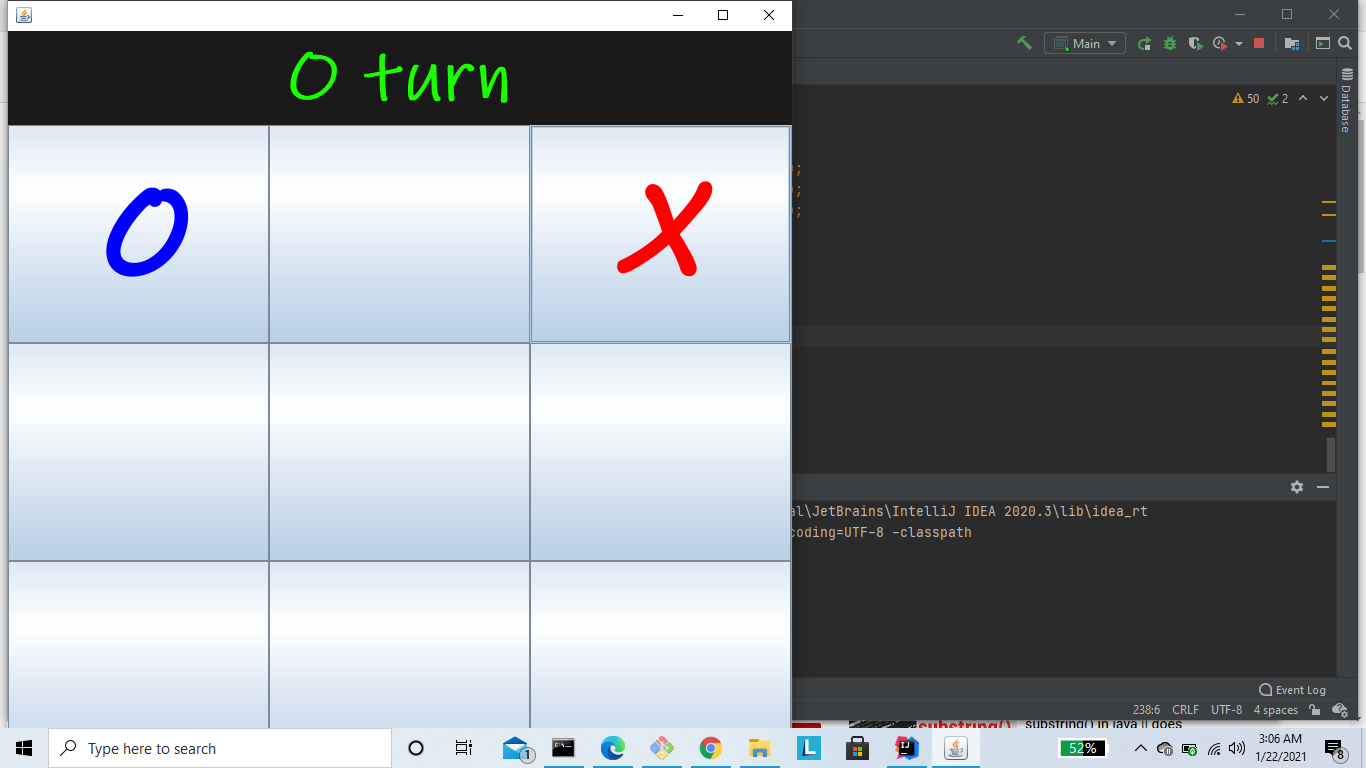 O turn
O X
Main
50 2
Database
);
);
);
al\JetBrains\IntelliJ IDEA 2020.3\lib\idea_rt
coding=UTF-8 -classpath
Event Log
238:6 CRLF UTF-8 4 spaces
substring() substring() in java || does
Type here to search
1
L
IJ
52%
3:06 AM
1/22/2021
8